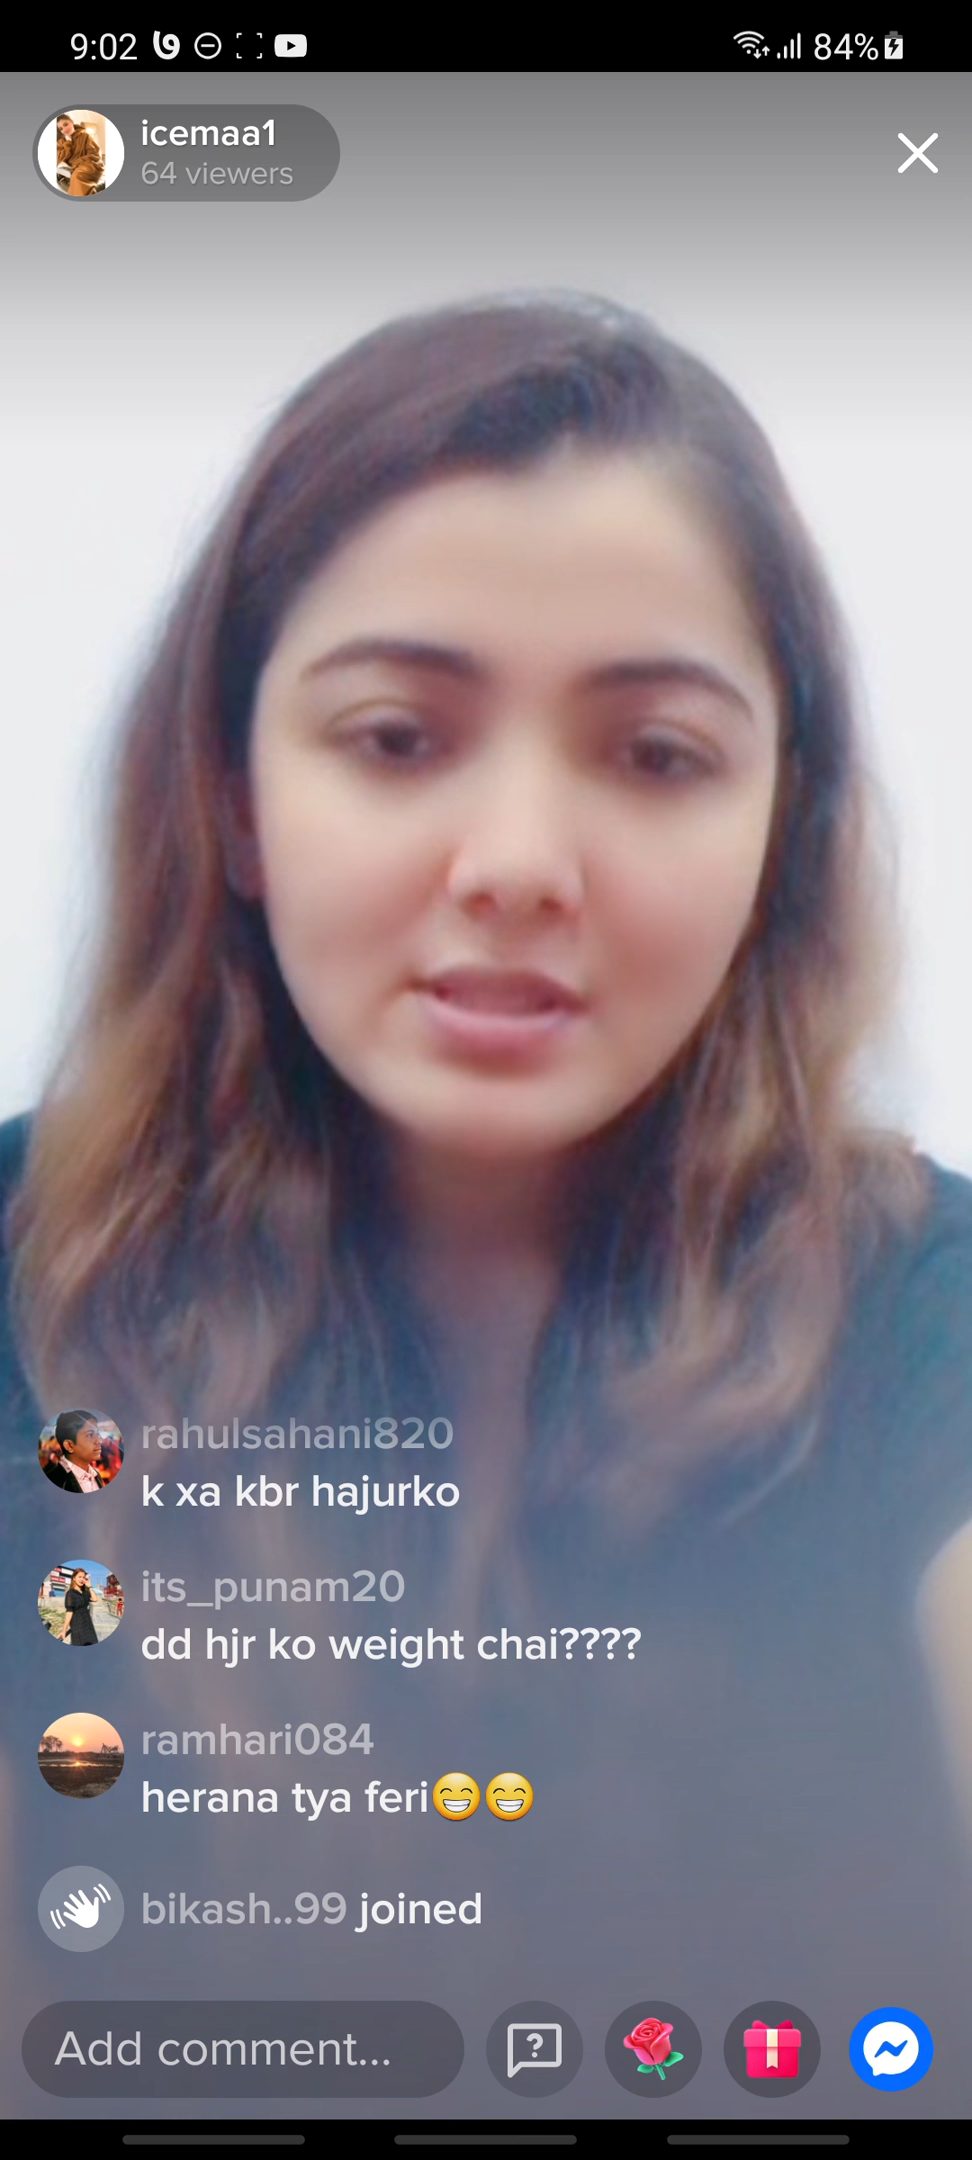 9:02
84%
icemaa1
64 viewers
rahulsahani820
k xa kbr hajurko
its_punam20
dd hjr ko weight chai????
ramhari084
herana tya feri😁😁
bikash..99 joined
Add comment...
?